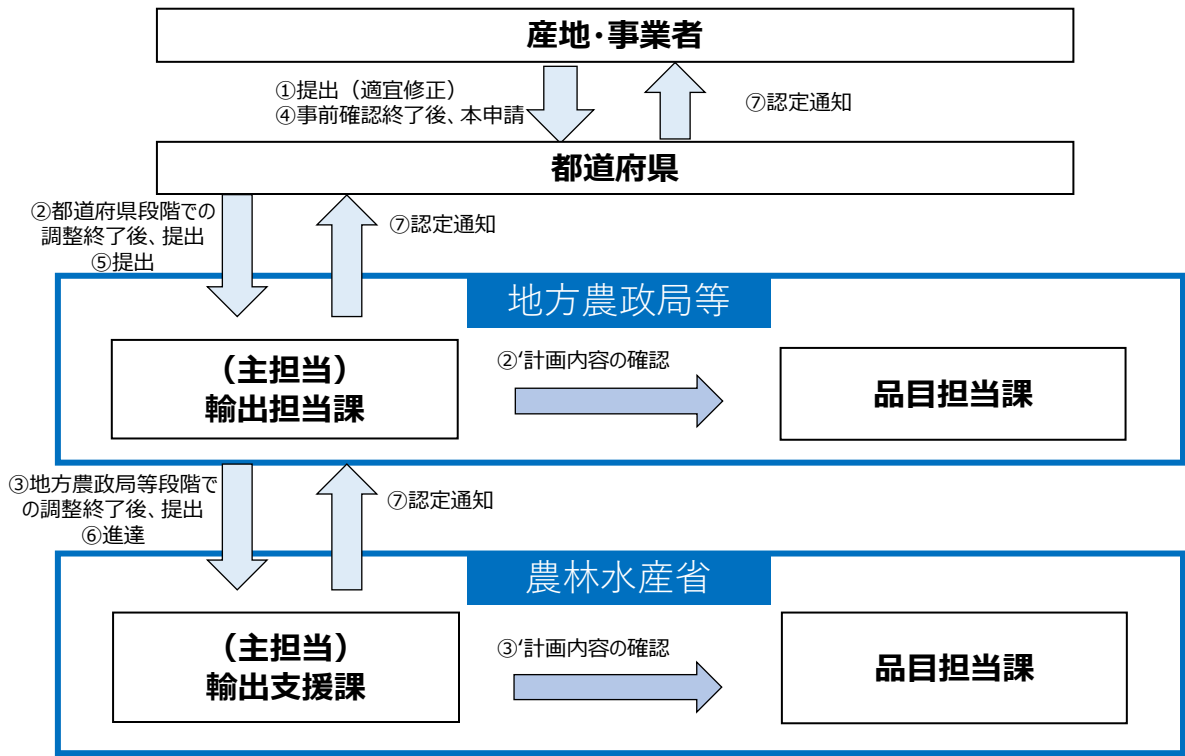 産地・事業者
①提出（適宜修正）
④事前確認終了後、本申請
⑦認定通知
都道府県
②都道府県段階での
調整終了後、提出
⑤提出
⑦認定通知
地方農政局等
（主担当）
輸出担当課
②‘計画内容の確認
品目担当課
③地方農政局等段階で
の調整終了後、提出
⑥進達
⑦認定通知
農林水産省
（主担当）
輸出支援課
③‘計画内容の確認
品目担当課